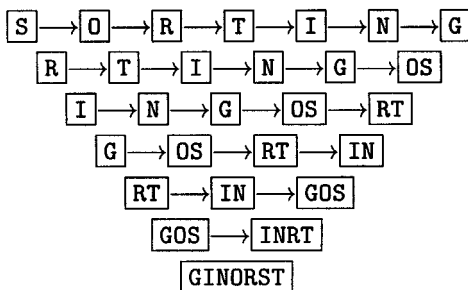 S O R T I N G
R T I N G OS
I N G OS RT
G OS RT IN
RT IN GOS
GOS INRT
GINORST